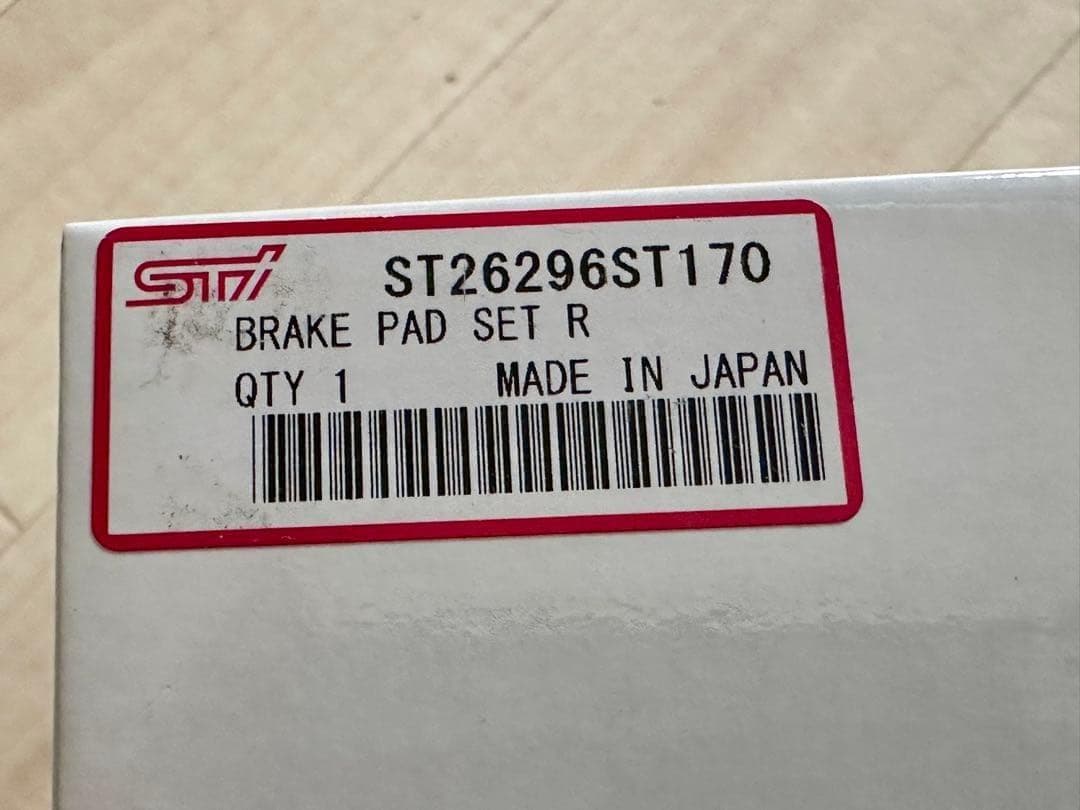 STI ST26296ST170
BRAKE PAD SET R
QTY 1 MADE IN JAPAN